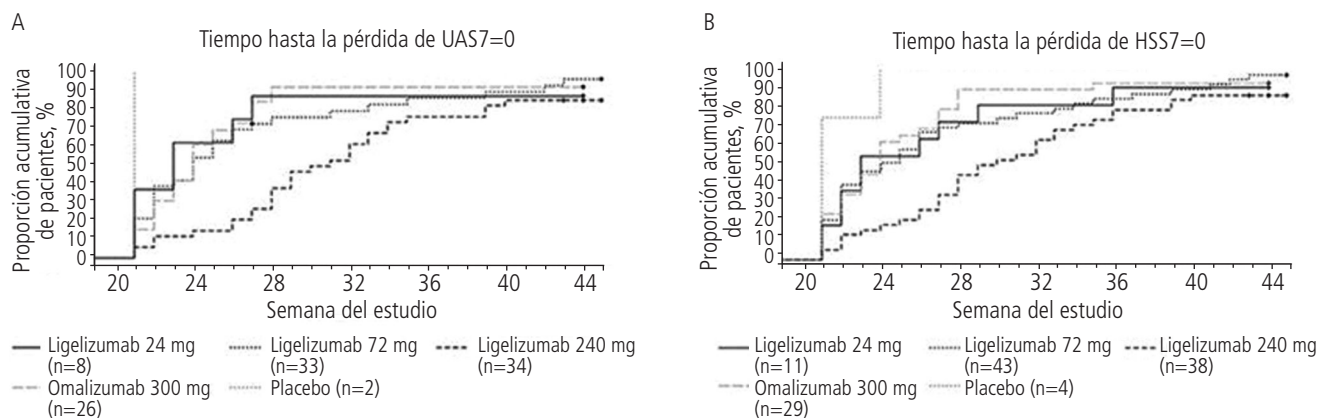 A
Tiempo hasta la pérdida de UAS7=0
Proporción acumulativa
de pacientes, %
100
90
80
70
60
50
40
30
20
10
0
20 24 28 32 36 40 44
Semana del estudio
Ligelizumab 24 mg
(n=8)
Ligelizumab 72 mg
(n=33)
Ligelizumab 240 mg
(n=34)
Omalizumab 300 mg
(n=26)
Placebo (n=2)
B
Tiempo hasta la pérdida de HSS7=0
Proporción acumulativa
de pacientes, %
100
90
80
70
60
50
40
30
20
10
0
20 24 28 32 36 40 44
Semana del estudio
Ligelizumab 24 mg
(n=11)
Ligelizumab 72 mg
(n=43)
Ligelizumab 240 mg
(n=38)
Omalizumab 300 mg
(n=29)
Placebo (n=4)